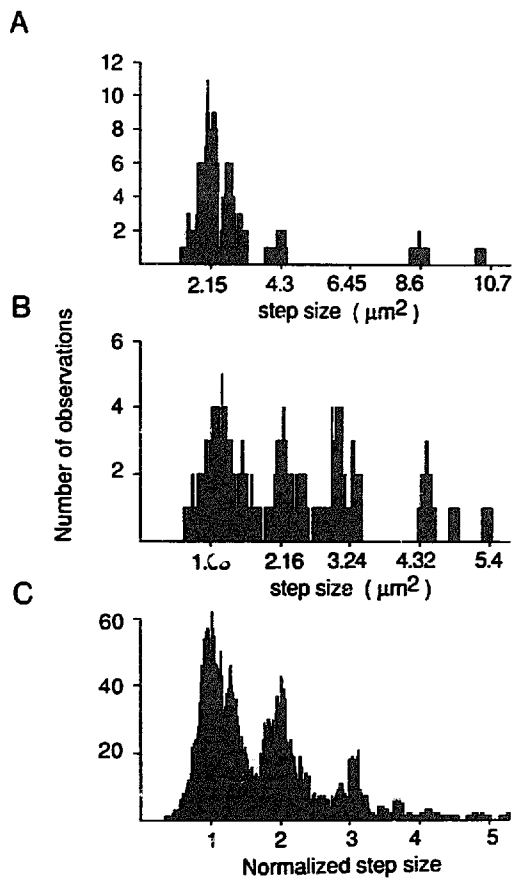 A
12
10
8
6
4
2
2.15 4.3 6.45 8.6 10.7
step size (μm2)
B
Number of observations
6
4
2
2.16 3.24 4.32 5.4
step size (μm2)
C
60
40
20
1 2 3 4 5
Normalized step size